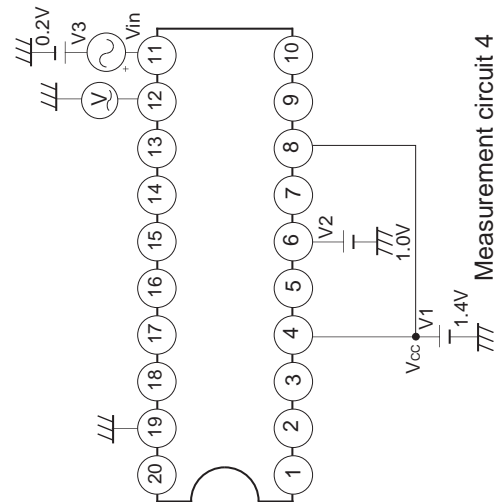 0.2V
V3
V
Vin
+
20 19 18 17 16 15 14 13 12 11
1 2 3 4 5 6 7 8 9 10
V2
1.0V
Vcc
V1
1.4V
Measurement circuit 4